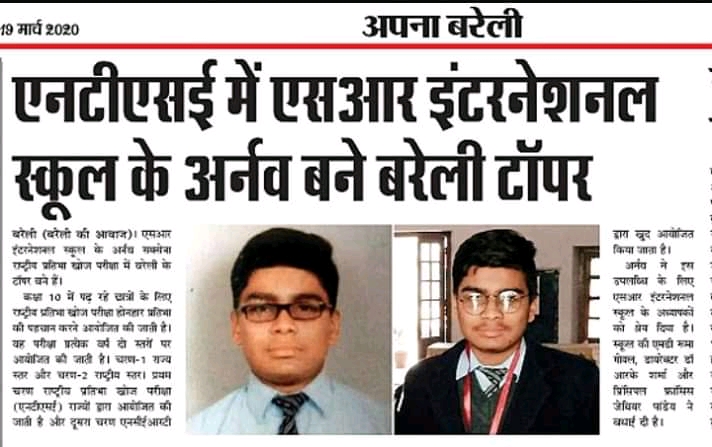 19 मार्च 2020
अपना बरेली
एनटीएसई में एसआर इंटरनेशनल
स्कूल के अर्नव बने बरेली टॉपर
बरेली (बरेली की आवाज)। एसआर
इंटरनेशनल स्कूल के अर्नव सक्सेना
राष्ट्रीय प्रतिभा खोज परीक्षा में बरेली के
टॉपर बने हैं।
कक्षा 10 में पढ़ रहे छात्रों के लिए
राष्ट्रीय प्रतिभा खोज परीक्षा होनहार प्रतिभा
की पहचान करने आयोजित की जाती है।
यह परीक्षा प्रत्येक वर्ष दो स्तरों पर
आयोजित की जाती है। चरण-1 राज्य
स्तर और चरण-2 राष्ट्रीय स्तर। प्रथम
चरण राष्ट्रीय प्रतिभा खोज परीक्षा
(एनटीएसई) राज्यों द्वारा आयोजित की
जाती है और दूसरा चरण एनसीईआरटी
द्वारा खुद आयोजित
किया जाता है।
अर्नव ने इस
उपलब्धि के लिए
एसआर इंटरनेशनल
स्कूल के अध्यापकों
को श्रेय दिया है।
स्कूल की एमडी रूमा
गोयल, डायरेक्टर डॉ
आरके शर्मा और
प्रिंसिपल फ्रांसिस
जेवियर पांडेय ने
बधाई दी है।